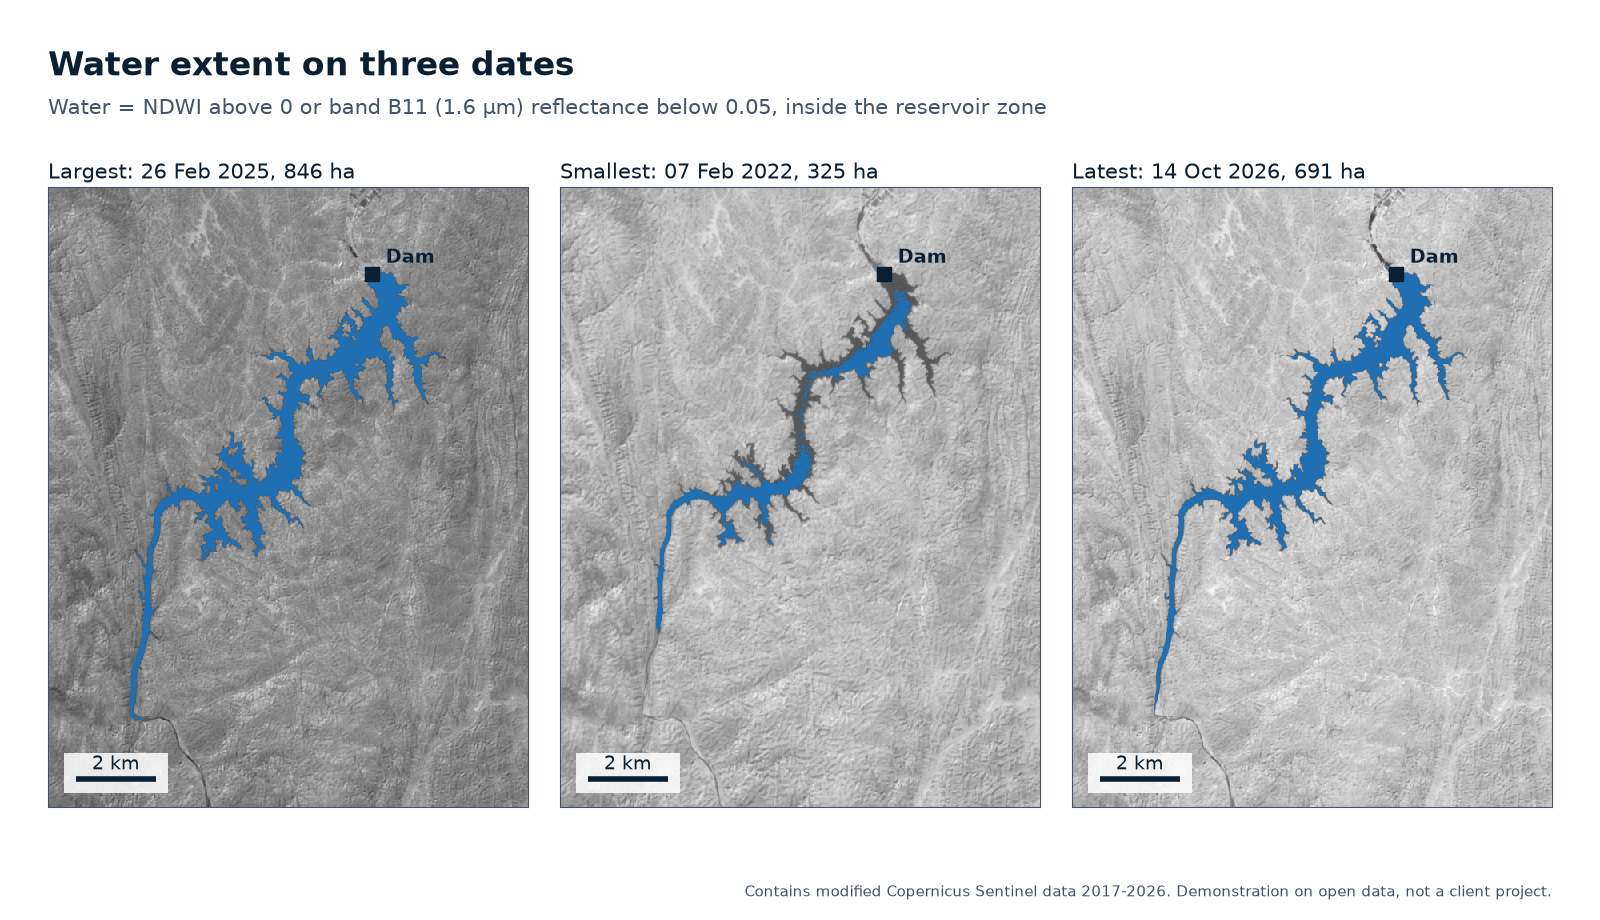 Water extent on three dates
Water = NDWI above 0 or band B11 (1.6 µm) reflectance below 0.05, inside the reservoir zone
Largest: 26 Feb 2025, 846 ha
Smallest: 07 Feb 2022, 325 ha
Latest: 14 Oct 2026, 691 ha
Dam
Dam
Dam
2 km
2 km
2 km
Contains modified Copernicus Sentinel data 2017-2026. Demonstration on open data, not a client project.